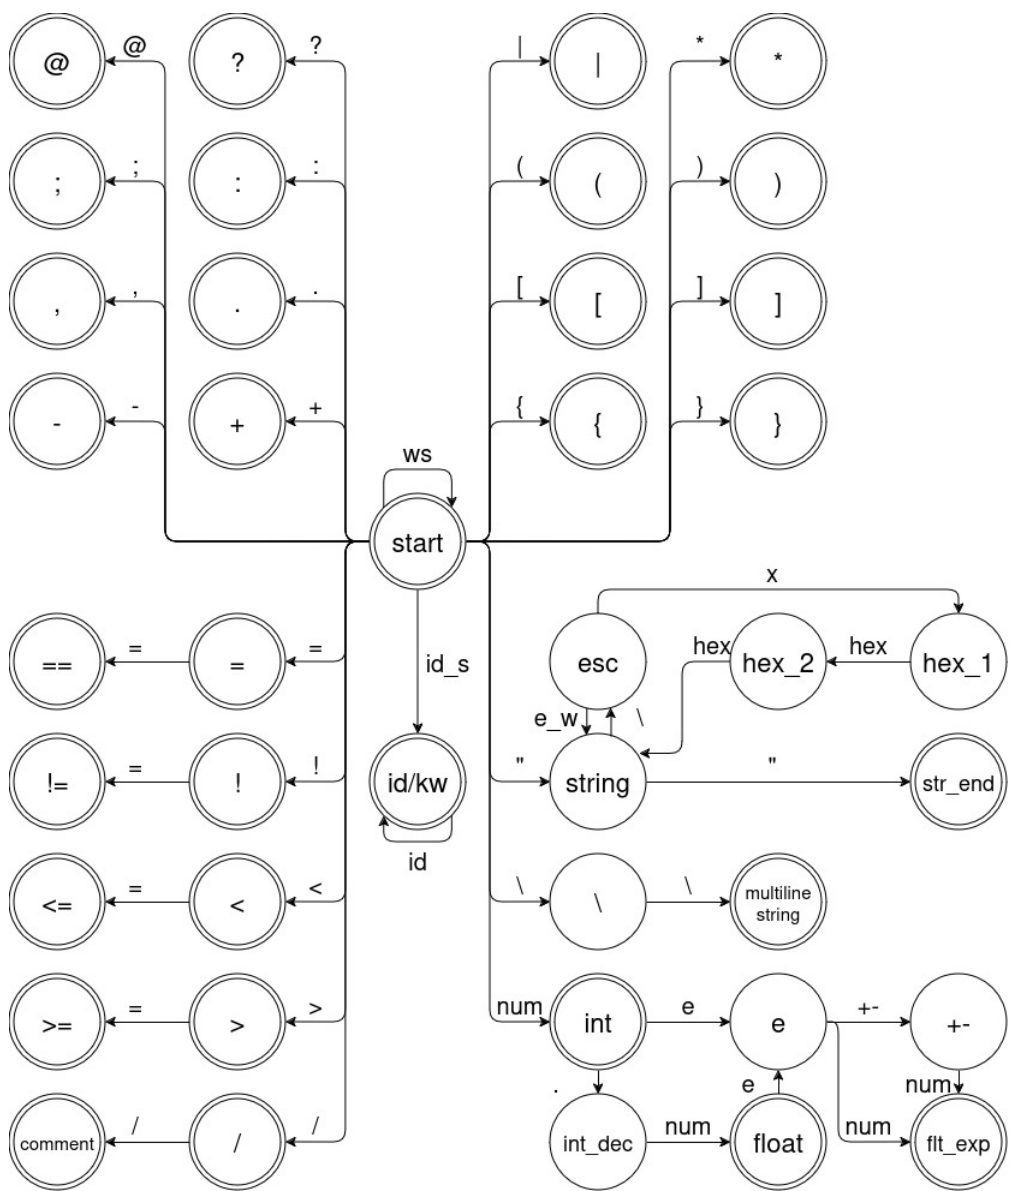 @ @ ? ? | | * *
; ; : : ( ( ) )
, , . . [ [ ] ]
- - + + { { } }
ws
start
x
== = = =
id_s
esc
hex
hex_2
hex
hex_1
e_w
\
!= = ! !
id/kw
"
string
"
str_end
id
<= = < <
\
\
\
multiline
string
>= = > >
num
int
e
e
+-
+-
.
e
num
comment / / /
int_dec
num
float
num
flt_exp